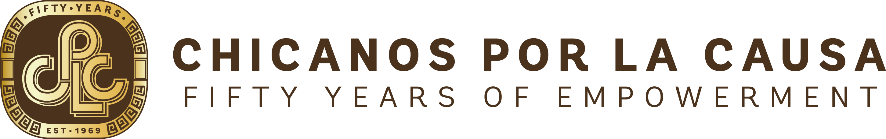 • FIFTY • YEARS •
CPLC
EST • 1969
CHICANOS POR LA CAUSA
FIFTY YEARS OF EMPOWERMENT